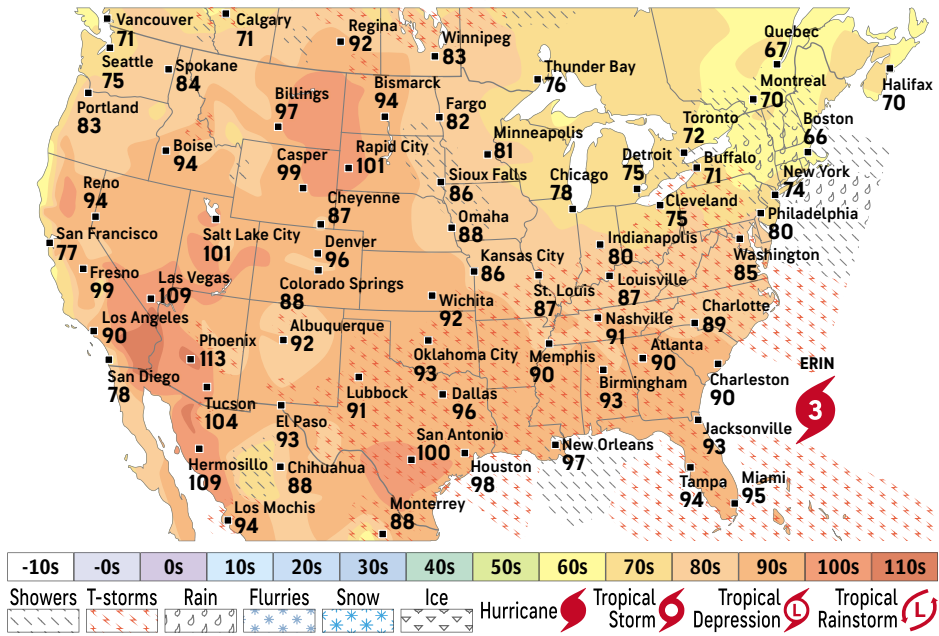 Vancouver
71
Calgary
71
Regina
92
Winnipeg
83
Quebec
67
Seattle
75
Spokane
84
Thunder Bay
76
Montreal
70
Halifax
70
Portland
83
Billings
97
Bismarck
94
Fargo
82
Toronto
72
Boston
66
Boise
94
Minneapolis
81
Casper
99
Rapid City
101
Sioux Falls
86
Chicago
78
Detroit
75
Buffalo
71
New York
74
Reno
94
Cheyenne
87
Cleveland
75
Philadelphia
80
San Francisco
77
Salt Lake City
101
Omaha
88
Denver
96
Indianapolis
80
Washington
85
Fresno
99
Las Vegas
109
Colorado Springs
88
Kansas City
86
St. Louis
87
Louisville
87
Wichita
92
Los Angeles
90
Albuquerque
92
Nashville
91
Charlotte
89
Phoenix
113
Oklahoma City
93
Memphis
90
Atlanta
90
San Diego
78
Lubbock
91
Birmingham
93
Charleston
90
ERIN
3
Tucson
104
Dallas
96
El Paso
93
San Antonio
100
Jacksonville
93
New Orleans
97
Hermosillo
109
Chihuahua
88
Houston
98
Tampa
94
Miami
95
Los Mochis
94
Monterrey
88
-10s -0s 0s 10s 20s 30s 40s 50s 60s 70s 80s 90s 100s 110s
Showers T-storms Rain Flurries Snow Ice
Hurricane
Tropical
Storm
Tropical
Depression
L
Tropical
Rainstorm
L